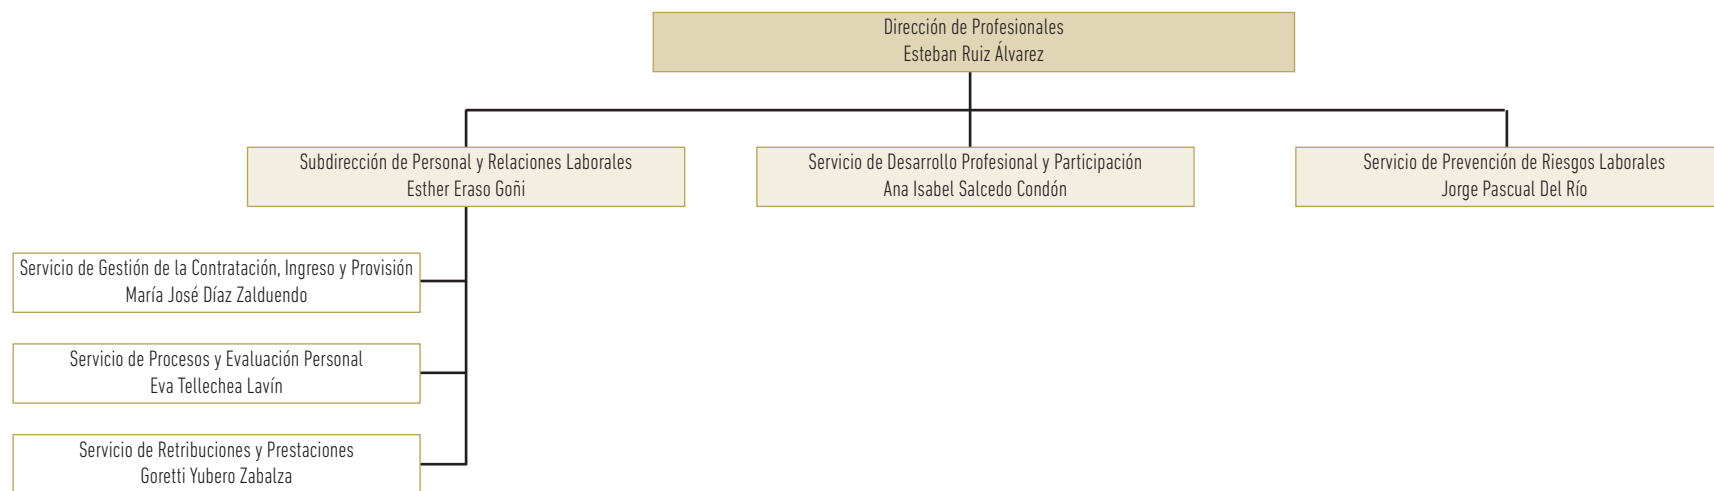 Dirección de Profesionales
Esteban Ruiz Álvarez
Subdirección de Personal y Relaciones Laborales
Esther Eraso Goñi
Servicio de Desarrollo Profesional y Participación
Ana Isabel Salcedo Condón
Servicio de Prevención de Riesgos Laborales
Jorge Pascual Del Río
Servicio de Gestión de la Contratación, Ingreso y Provisión
María José Díaz Zalduendo
Servicio de Procesos y Evaluación Personal
Eva Tellechea Lavín
Servicio de Retribuciones y Prestaciones
Goretti Yubero Zabalza